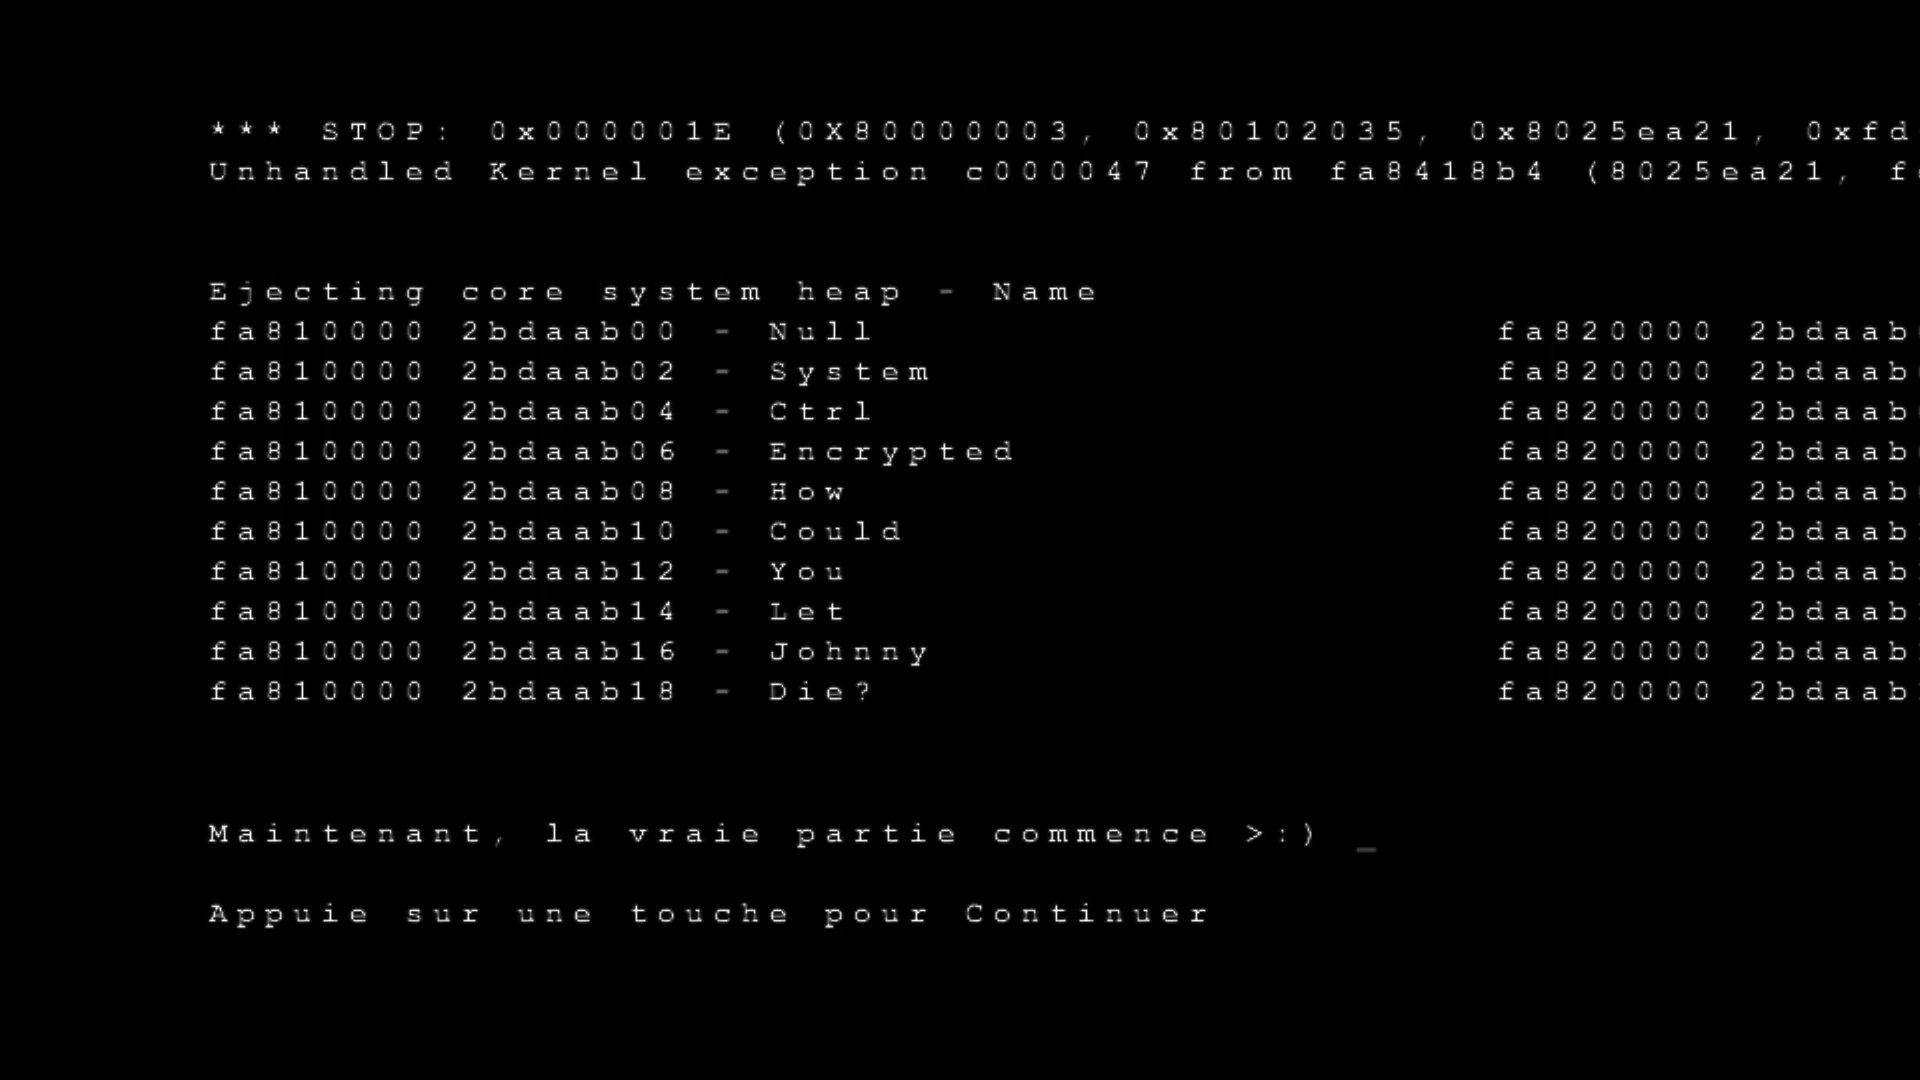 *** STOP: 0x000001E (0X80000003, 0x80102035, 0x8025ea21, 0xfd
Unhandled Kernel exception c000047 from fa8418b4 (8025ea21,
Ejecting core system heap - Name
fa810000 2bdaab00 - Null fa820000 2bdaab
fa810000 2bdaab02 - System fa820000 2bdaab
fa810000 2bdaab04 - Ctrl fa820000 2bdaab
fa810000 2bdaab06 - Encrypted fa820000 2bdaab
fa810000 2bdaab08 - How fa820000 2bdaab
fa810000 2bdaab10 - Could fa820000 2bdaab
fa810000 2bdaab12 - You fa820000 2bdaab
fa810000 2bdaab14 - Let fa820000 2bdaab
fa810000 2bdaab16 - Johnny fa820000 2bdaab
fa810000 2bdaab18 - Die? fa820000 2bdaab
Maintenant, la vraie partie commence >:) _
Appuie sur une touche pour Continuer